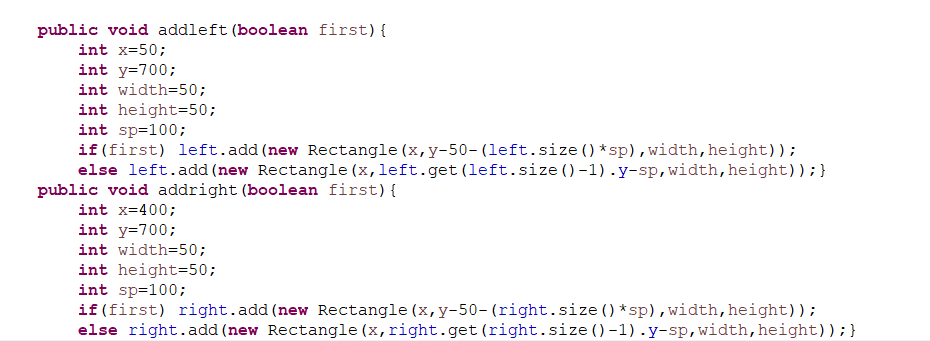 public void addleft(boolean first){
    int x=50;
    int y=700;
    int width=50;
    int height=50;
    int sp=100;
    if(first) left.add(new Rectangle(x,y-50-(left.size()*sp),width,height));
    else left.add(new Rectangle(x,left.get(left.size()-1).y-sp,width,height));}
public void addright(boolean first){
    int x=400;
    int y=700;
    int width=50;
    int height=50;
    int sp=100;
    if(first) right.add(new Rectangle(x,y-50-(right.size()*sp),width,height));
    else right.add(new Rectangle(x,right.get(right.size()-1).y-sp,width,height));}